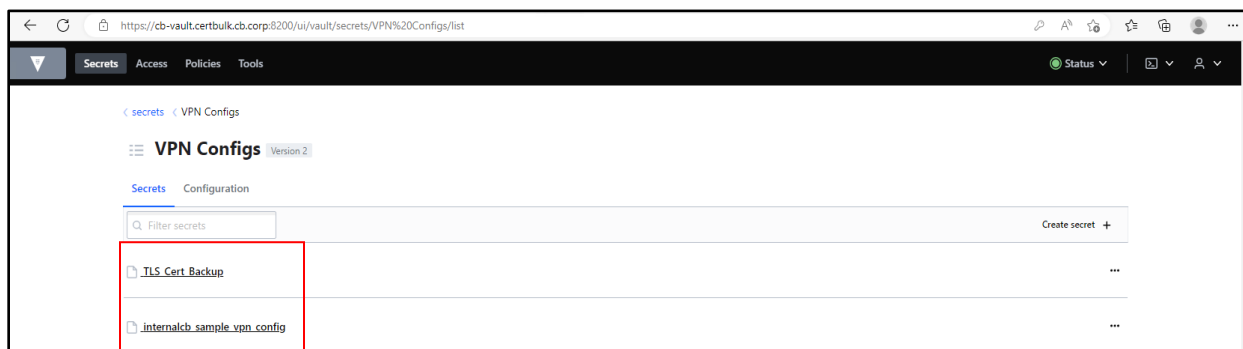 https://cb-vault.certbulk.cb.corp:8200/ui/vault/secrets/VPN%20Configs/list
Secrets Access Policies Tools Status
secrets VPN Configs
VPN Configs Version 2
Secrets Configuration
Filter secrets Create secret +
TLS Cert Backup
internalcb sample vpn config